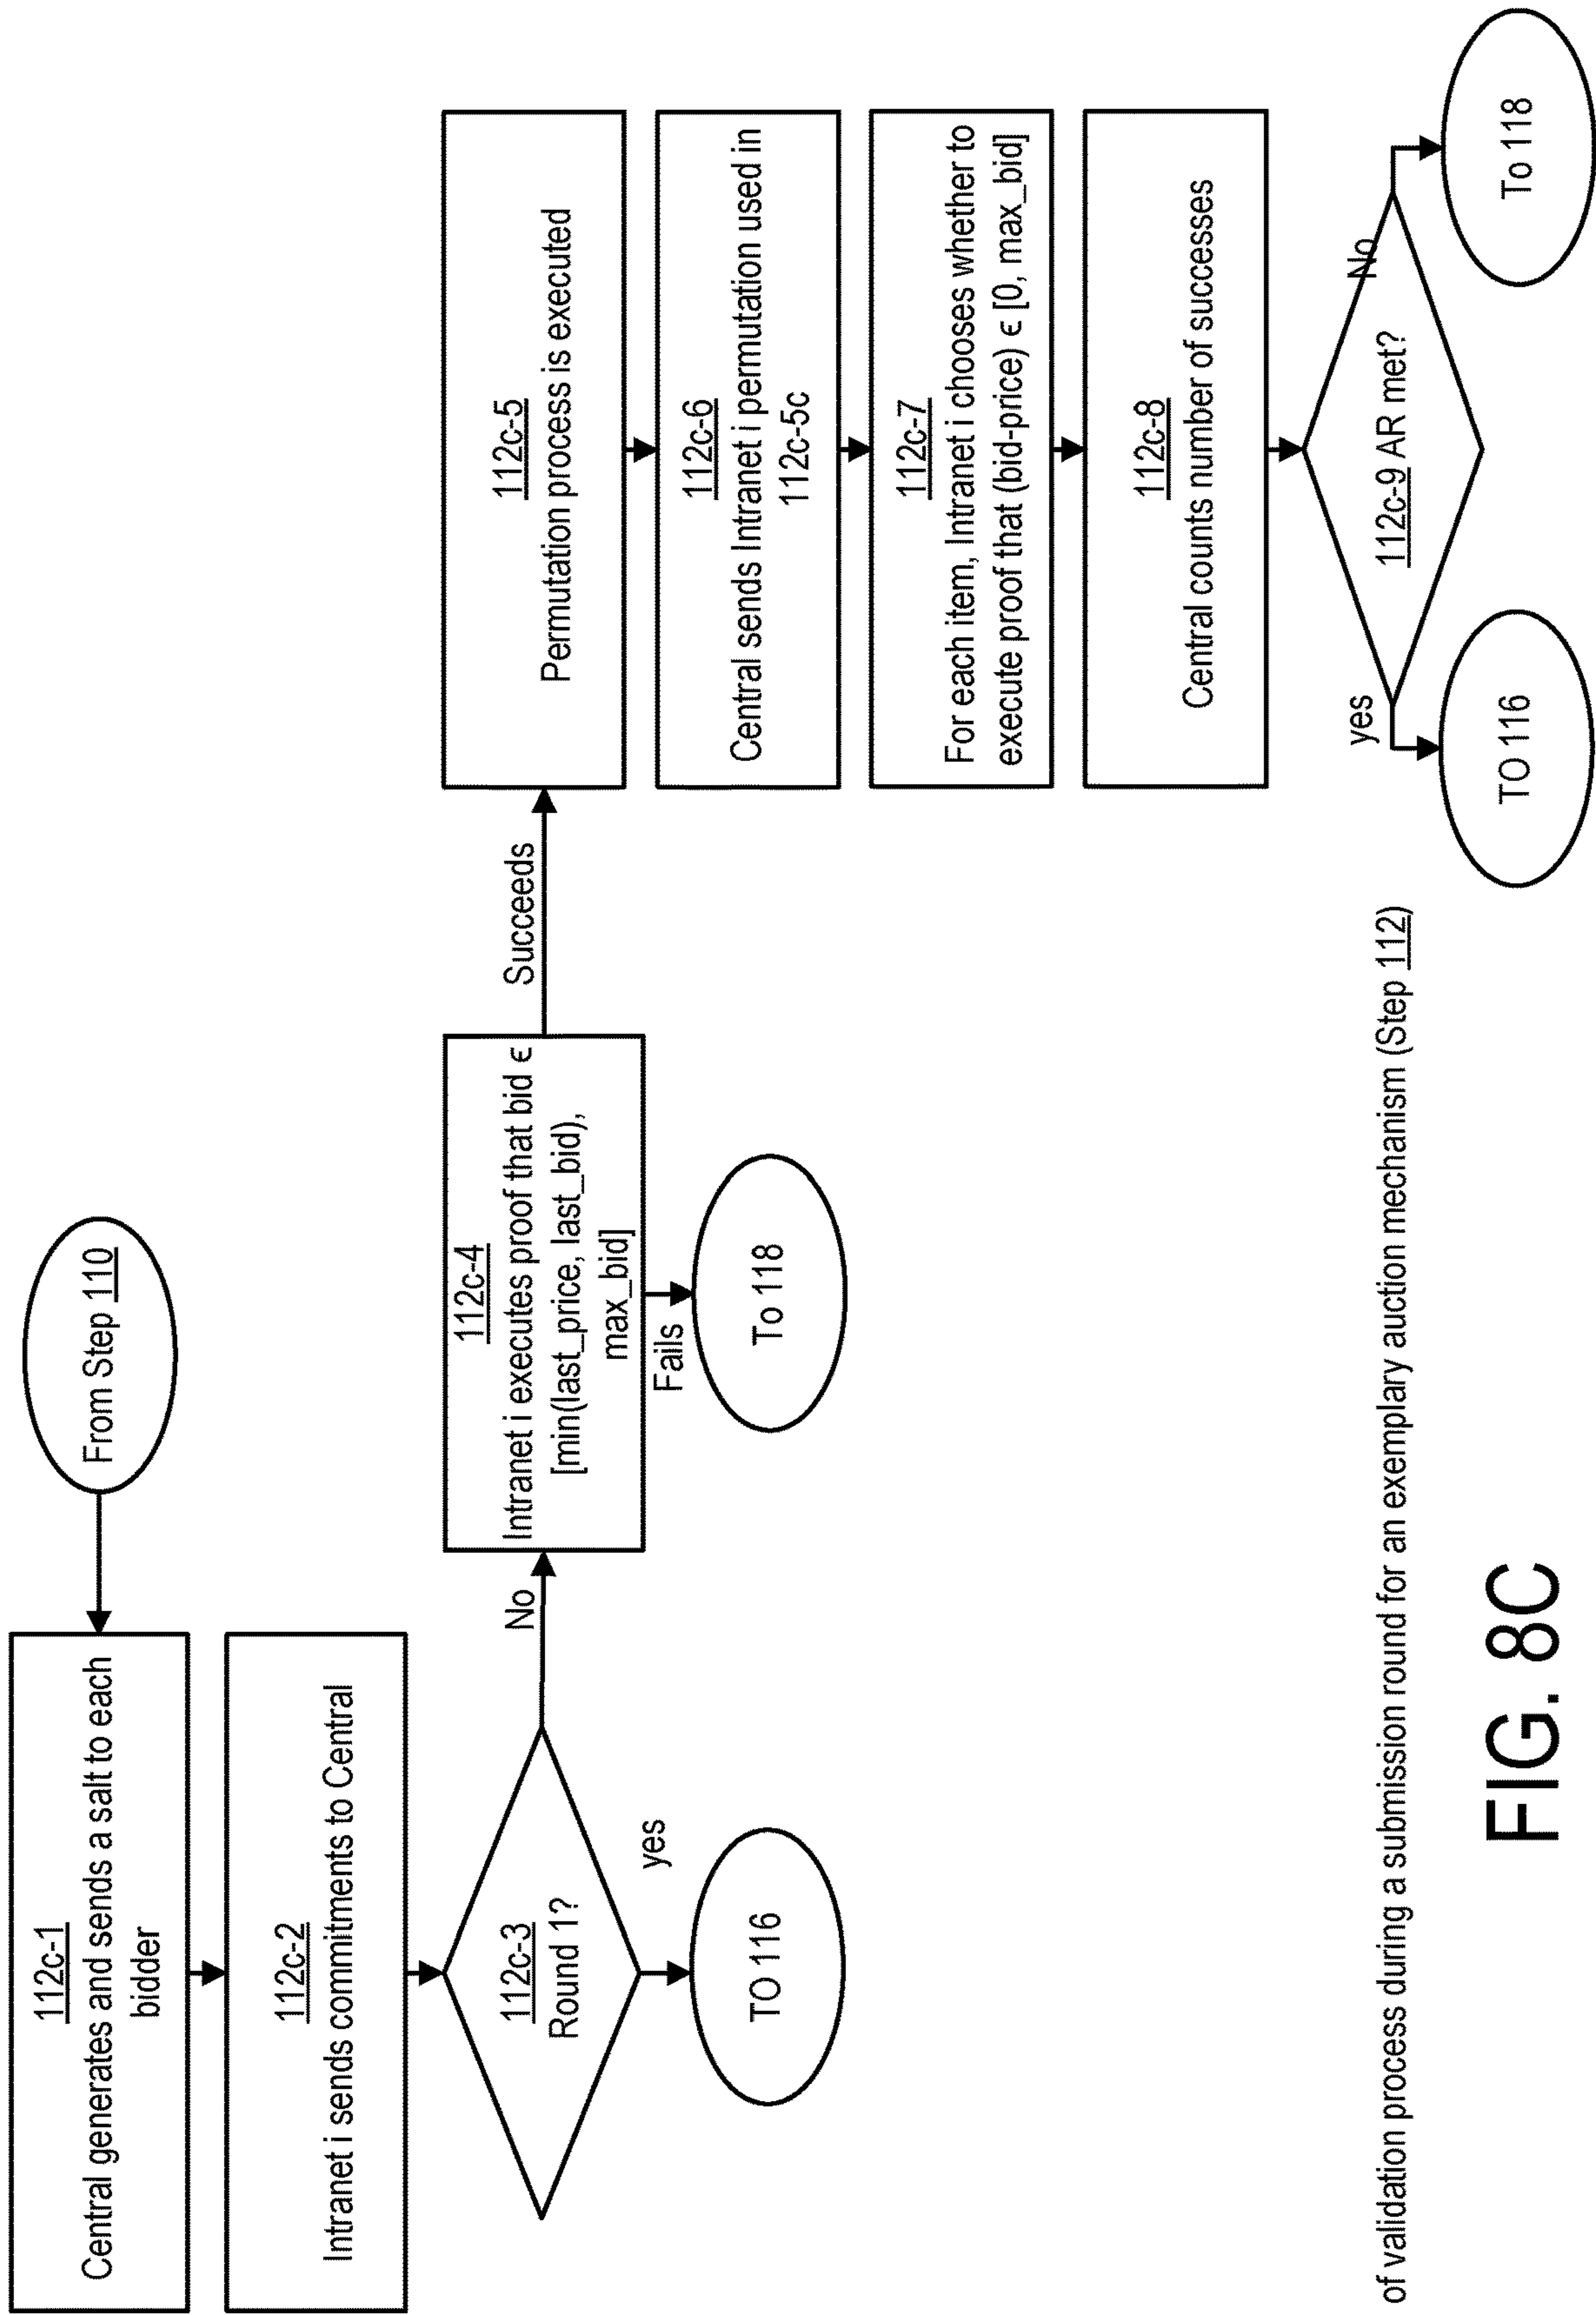 From Step 110
112c-1
Central generates and sends a salt to each
bidder
112c-2
Intranet i sends commitments to Central
112c-3
Round 1?
yes
TO 116
No
112c-4
Intranet i executes proof that bid ϵ
[min(last_price, last_bid),
max_bid]
Fails
To 118
Succeeds
112c-5
Permutation process is executed
112c-6
Central sends Intranet i permutation used in
112c-5c
112c-7
For each item, Intranet i chooses whether to
execute proof that (bid-price) ϵ [0, max_bid]
112c-8
Central counts number of successes
112c-9 AR met?
yes
No
TO 116
To 118
of validation process during a submission round for an exemplary auction mechanism (Step 112)
FIG. 8C